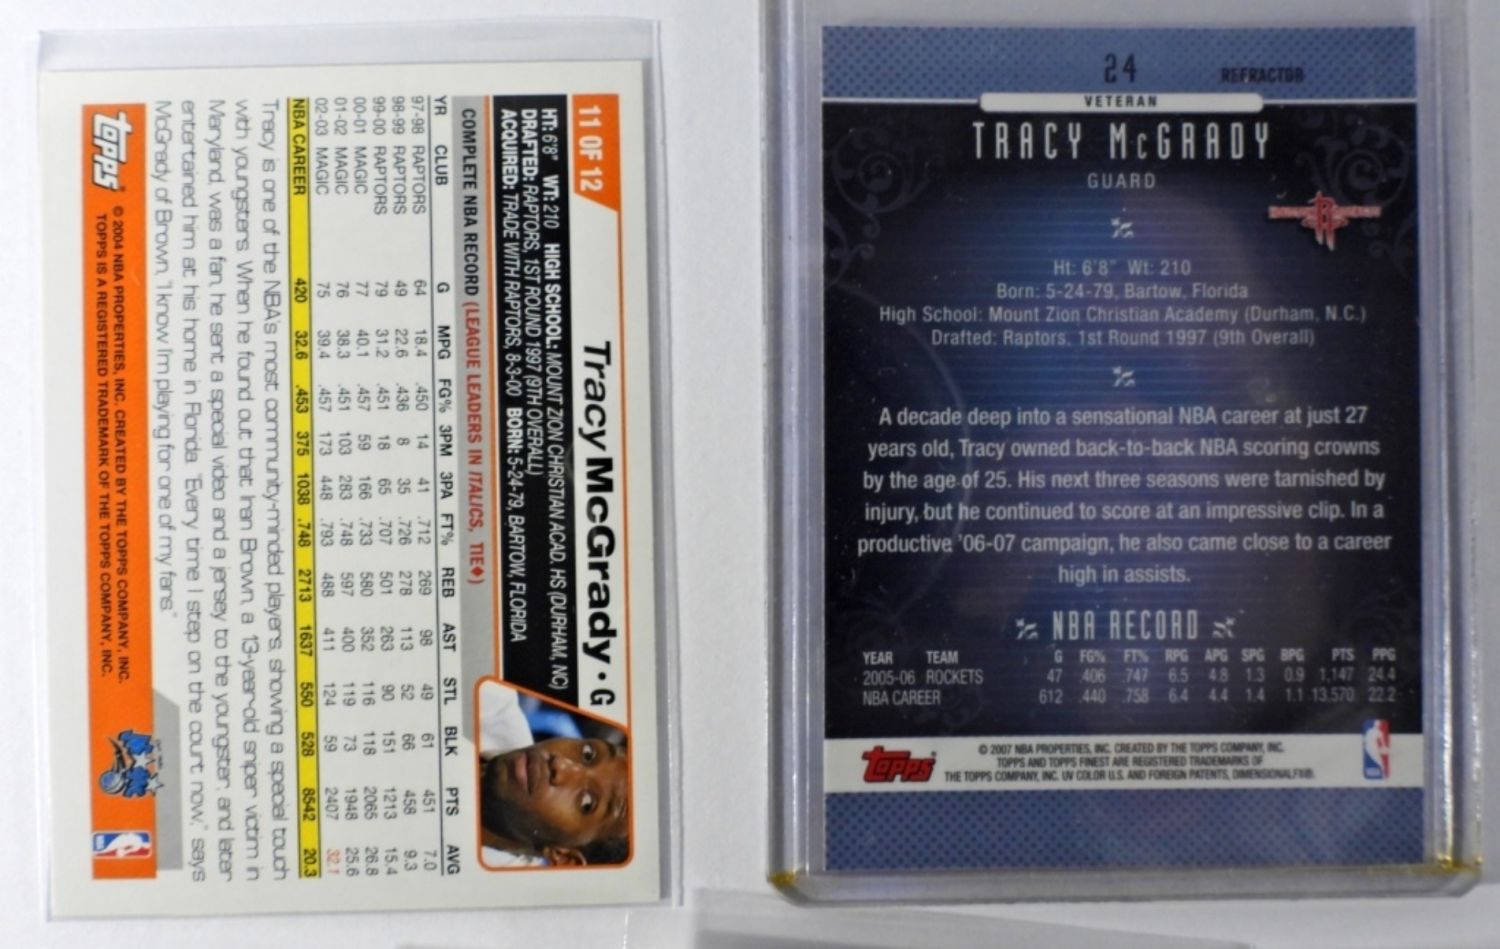 11 OF 12
Tracy McGrady • G
HT: 6'8" WT: 210 HIGH SCHOOL: MOUNT ZION CHRISTIAN ACAD. HS (DURHAM, NC)
DRAFTED: RAPTORS, 1ST ROUND 1997 (9TH OVERALL)
ACQUIRED: TRADE WITH RAPTORS, 8-3-00 BORN: 5-24-79, BARTOW, FLORIDA
COMPLETE NBA RECORD (LEAGUE LEADERS IN ITALICS, TIE♦)
YR CLUB G MPG FG% 3PM 3PA FT% REB AST STL BLK PTS AVG
97-98 RAPTORS 64 18.4 .450 14 41 .712 269 98 49 61 451 7.0
98-99 RAPTORS 49 22.6 .436 8 35 .726 278 113 52 66 458 9.3
99-00 RAPTORS 79 31.2 .451 18 65 .707 501 263 90 151 1213 15.4
00-01 MAGIC 77 40.1 .457 59 166 .733 580 352 116 118 2065 26.8
01-02 MAGIC 76 38.3 .451 103 283 .748 597 400 119 73 1948 25.6
02-03 MAGIC 75 39.4 .457 173 448 .793 488 411 124 59 2407 32.1
NBA CAREER 420 32.6 .453 375 1038 .748 2713 1637 550 528 8542 20.3
Tracy is one of the NBA's most community-minded players, showing a special touch
with youngsters. When he found out that Iran Brown, a 13-year-old sniper victim in
Maryland, was a fan, he sent a special video and a jersey to the youngster, and later
entertained him at his home in Florida. "Every time I step on the court now," says
McGrady of Brown, "I know I'm playing for one of my fans."
topps
© 2004 NBA PROPERTIES, INC. CREATED BY THE TOPPS COMPANY, INC.
TOPPS IS A REGISTERED TRADEMARK OF THE TOPPS COMPANY, INC.
24 REFRACTOR
VETERAN
TRACY McGRADY
GUARD
Ht: 6'8" Wt: 210
Born: 5-24-79, Bartow, Florida
High School: Mount Zion Christian Academy (Durham, N.C.)
Drafted: Raptors, 1st Round 1997 (9th Overall)
A decade deep into a sensational NBA career at just 27
years old, Tracy owned back-to-back NBA scoring crowns
by the age of 25. His next three seasons were tarnished by
injury, but he continued to score at an impressive clip. In a
productive '06-07 campaign, he also came close to a career
high in assists.
NBA RECORD
YEAR TEAM G FG% FT% RPG APG SPG BPG PTS PPG
2005-06 ROCKETS 47 .406 .747 6.5 4.8 1.3 0.9 1,147 24.4
NBA CAREER 612 .440 .758 6.4 4.4 1.4 1.1 13,570 22.2
topps
© 2007 NBA PROPERTIES, INC. CREATED BY THE TOPPS COMPANY, INC.
TOPPS AND TOPPS FINEST ARE REGISTERED TRADEMARKS OF
THE TOPPS COMPANY, INC. UV COLOR U.S. AND FOREIGN PATENTS, DIMENSIONALFX®.